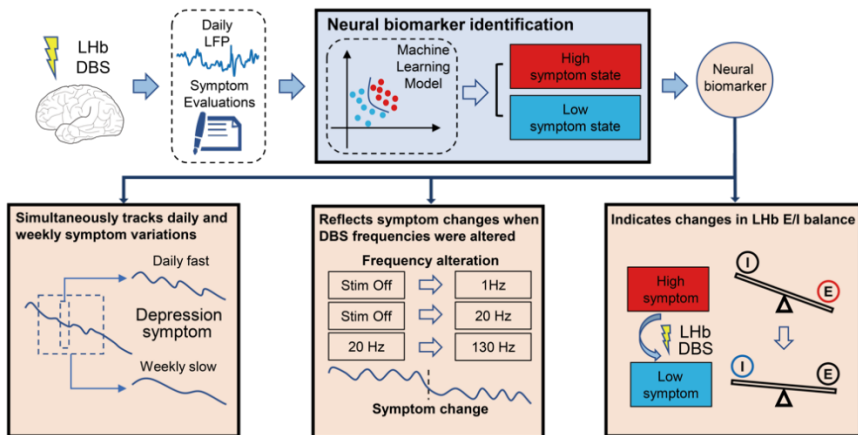 LHb
DBS
Daily
LFP
Symptom
Evaluations
Neural biomarker identification
Machine
Learning
Model
High
symptom state
Low
symptom state
Neural
biomarker
Simultaneously tracks daily and
weekly symptom variations
Daily fast
Depression
symptom
Weekly slow
Reflects symptom changes when
DBS frequencies were altered
Frequency alteration
Stim Off
1Hz
Stim Off
20 Hz
20 Hz
130 Hz
Symptom change
Indicates changes in LHb E/I balance
High
symptom
LHb
DBS
Low
symptom
I
E
I
E